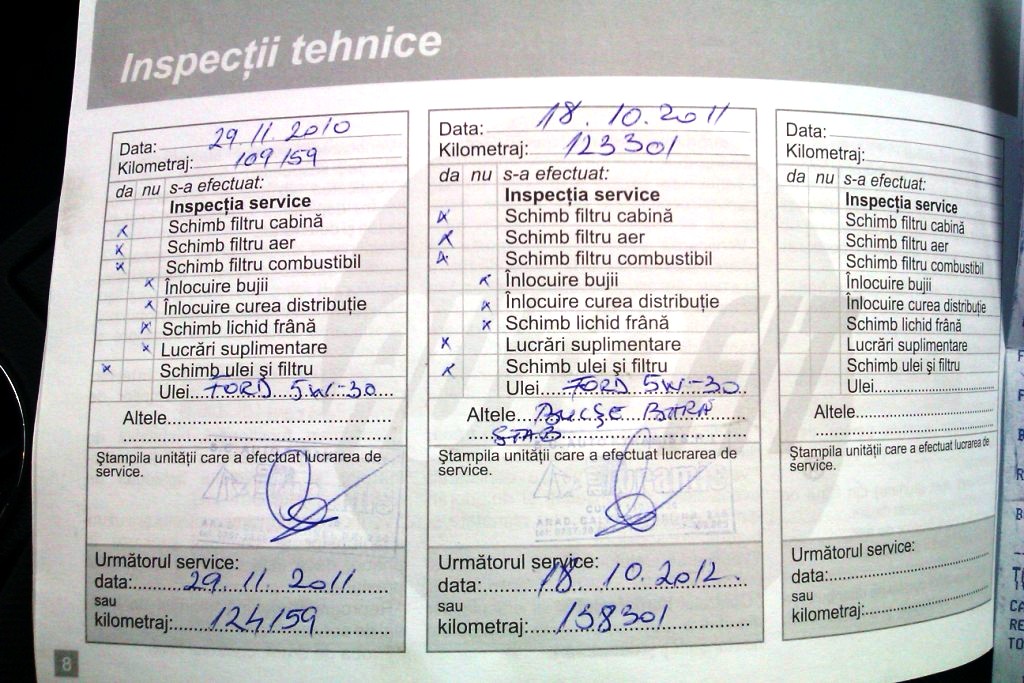 Inspecții tehnice
Data: 29. 11. 2010
Kilometraj: 109159
da nu s-a efectuat:
Inspecția service
x Schimb filtru cabină
x Schimb filtru aer
x Schimb filtru combustibil
x Înlocuire bujii
x Înlocuire curea distribuție
x Schimb lichid frână
x Lucrări suplimentare
x Schimb ulei și filtru
Ulei FORD 5W-30
Altele
Ștampila unității care a efectuat lucrarea de
service.
Următorul service:
data: 29. 11. 2011
sau
kilometraj: 124159
Data: 18. 10. 2011
Kilometraj: 123301
da nu s-a efectuat:
Inspecția service
x Schimb filtru cabină
x Schimb filtru aer
x Schimb filtru combustibil
x Înlocuire bujii
x Înlocuire curea distribuție
x Schimb lichid frână
x Lucrări suplimentare
x Schimb ulei și filtru
Ulei FORD 5W-30
Altele BUCȘE BARĂ
STAB
Ștampila unității care a efectuat lucrarea de
service.
Următorul service:
data: 18. 10. 2012.
sau
kilometraj: 138301
Data:
Kilometraj:
da nu s-a efectuat:
Inspecția service
Schimb filtru cabină
Schimb filtru aer
Schimb filtru combustibil
Înlocuire bujii
Înlocuire curea distribuție
Schimb lichid frână
Lucrări suplimentare
Schimb ulei și filtru
Ulei
Altele
Ștampila unității care a efectuat lucrarea de
service.
Următorul service:
data:
sau
kilometraj:
8